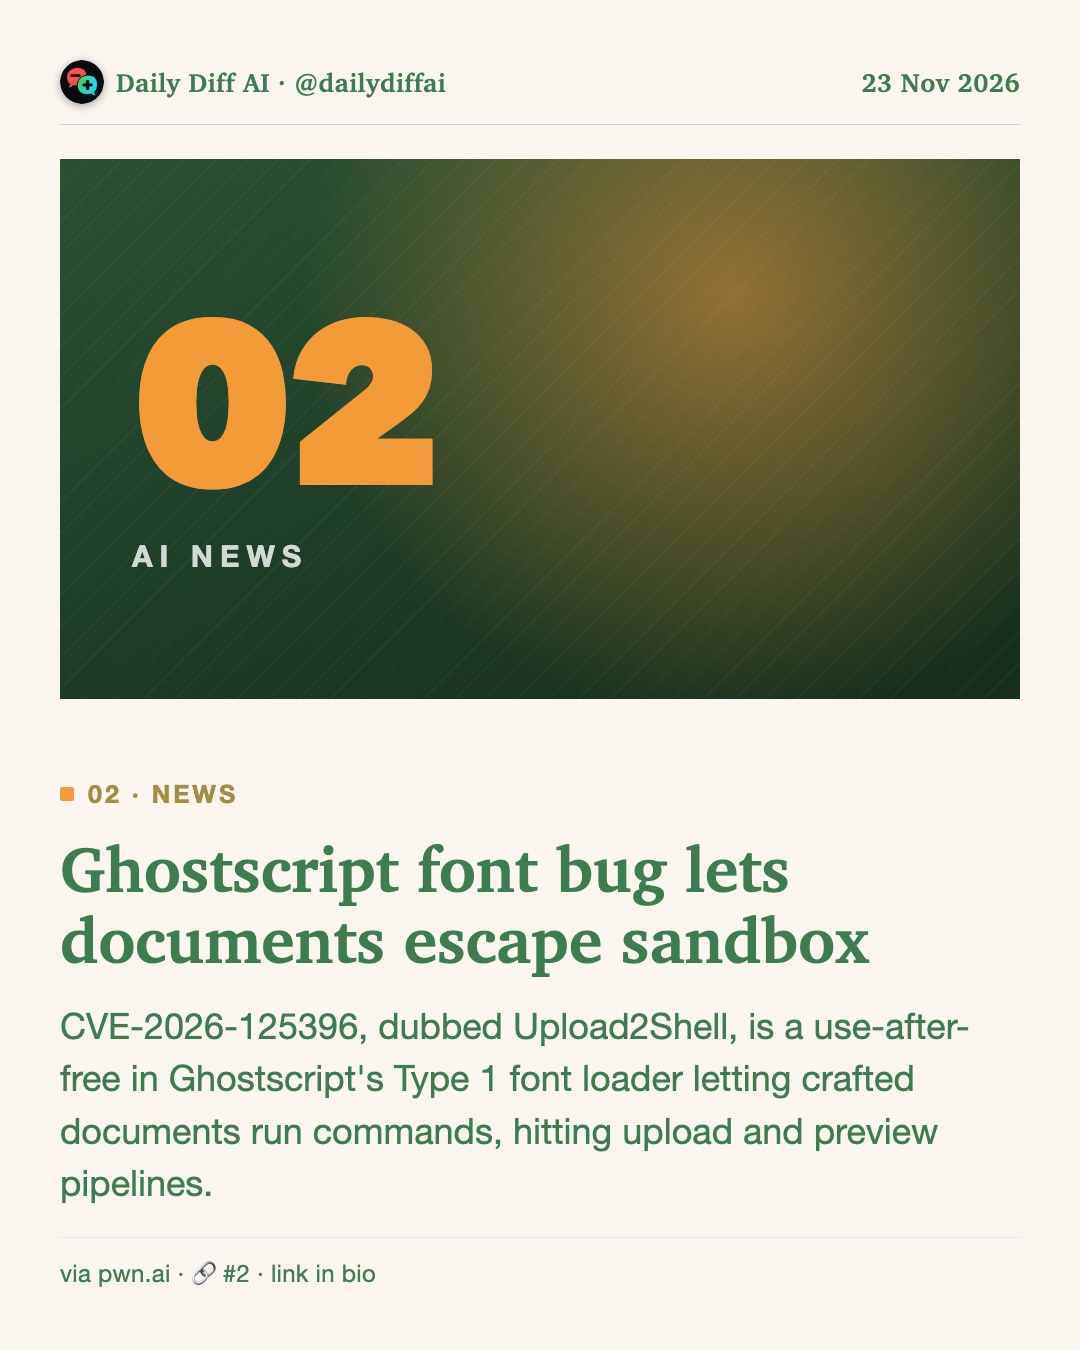 Daily Diff AI · @dailydiffai
23 Nov 2026
02
AI NEWS
02 · NEWS
Ghostscript font bug lets
documents escape sandbox
CVE-2026-125396, dubbed Upload2Shell, is a use-after-
free in Ghostscript's Type 1 font loader letting crafted
documents run commands, hitting upload and preview
pipelines.
via pwn.ai · 🔗 #2 · link in bio